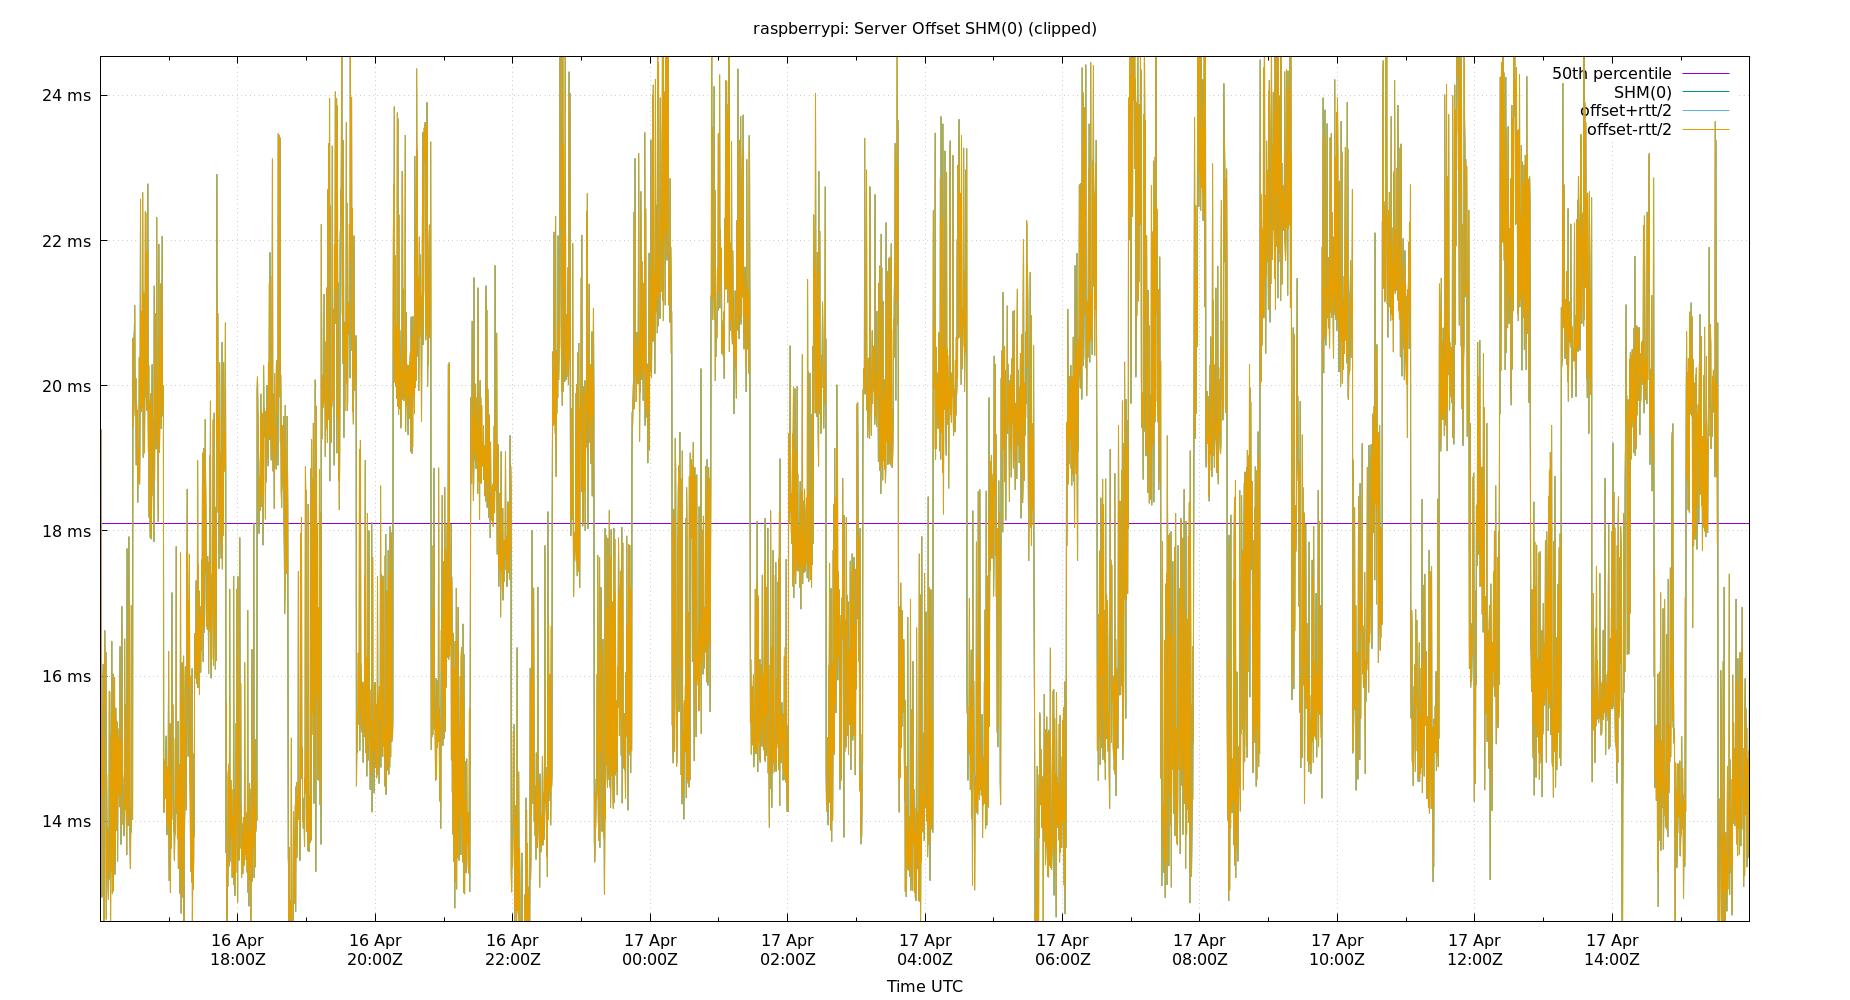 raspberrypi: Server Offset SHM(0) (clipped)
50th percentile
SHM(0)
offset+rtt/2
offset-rtt/2
24 ms
22 ms
20 ms
18 ms
16 ms
14 ms
16 Apr 16 Apr 16 Apr 17 Apr 17 Apr 17 Apr 17 Apr 17 Apr 17 Apr 17 Apr 17 Apr
18:00Z 20:00Z 22:00Z 00:00Z 02:00Z 04:00Z 06:00Z 08:00Z 10:00Z 12:00Z 14:00Z
Time UTC